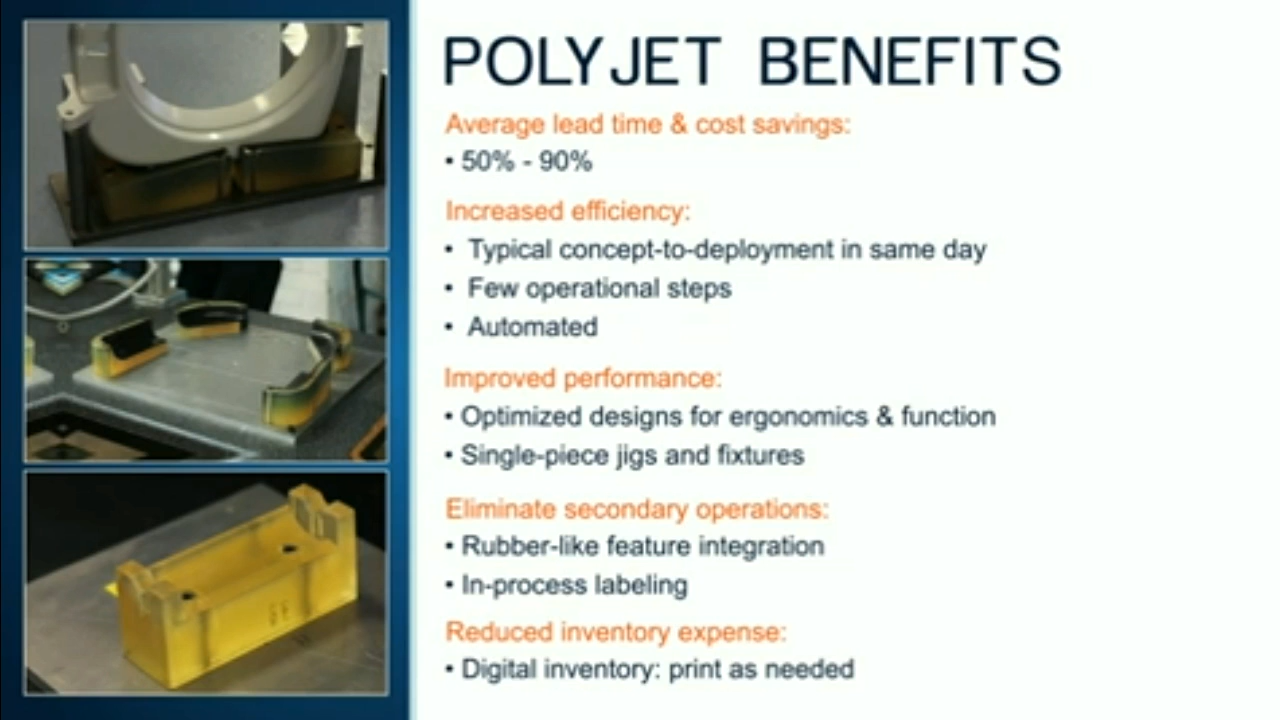 POLYJET BENEFITS
Average lead time & cost savings:
• 50% - 90%
Increased efficiency:
• Typical concept-to-deployment in same day
• Few operational steps
• Automated
Improved performance:
• Optimized designs for ergonomics & function
• Single-piece jigs and fixtures
Eliminate secondary operations:
• Rubber-like feature integration
• In-process labeling
Reduced inventory expense:
• Digital inventory: print as needed